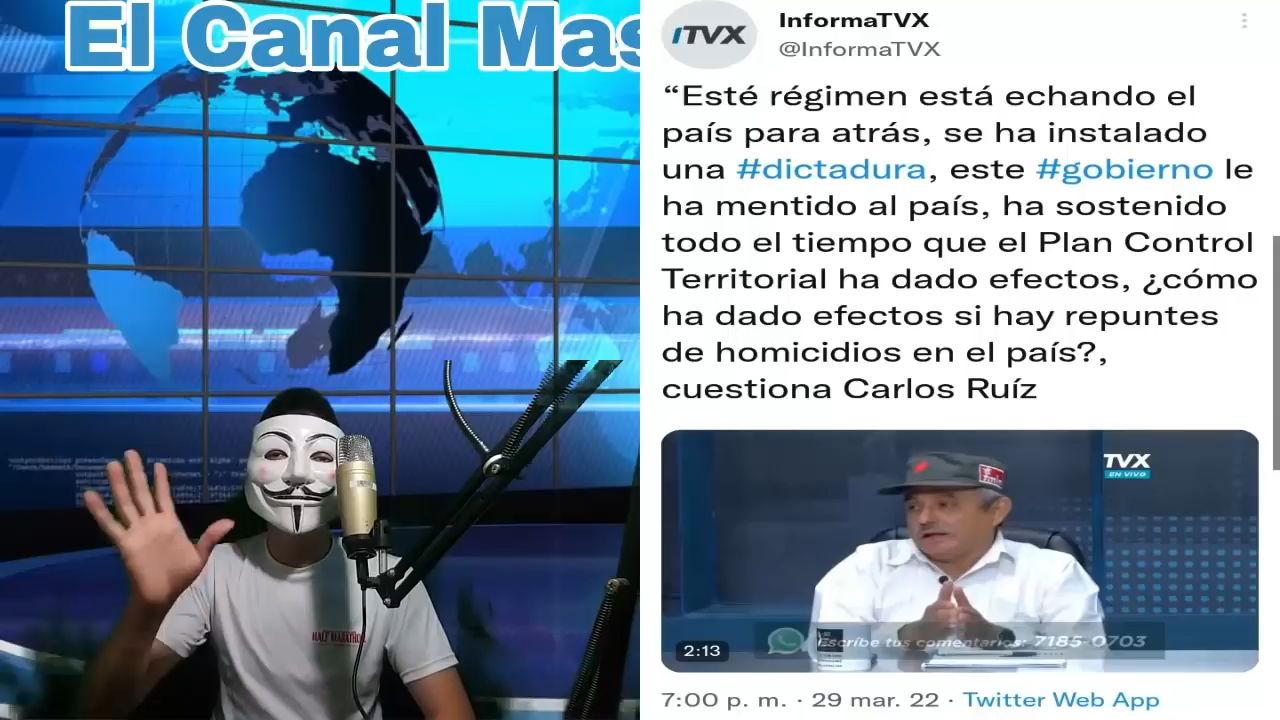 El Canal Mas
ITVX
InformaTVX
@InformaTVX
“Esté régimen está echando el
país para atrás, se ha instalado
una #dictadura, este #gobierno le
ha mentido al país, ha sostenido
todo el tiempo que el Plan Control
Territorial ha dado efectos, ¿cómo
ha dado efectos si hay repuntes
de homicidios en el país?,
cuestiona Carlos Ruíz
TVX
EN VIVO
HALF MARATHON
Escribe tus comentarios: 7185-0703
2:13
7:00 p. m. · 29 mar. 22 · Twitter Web App